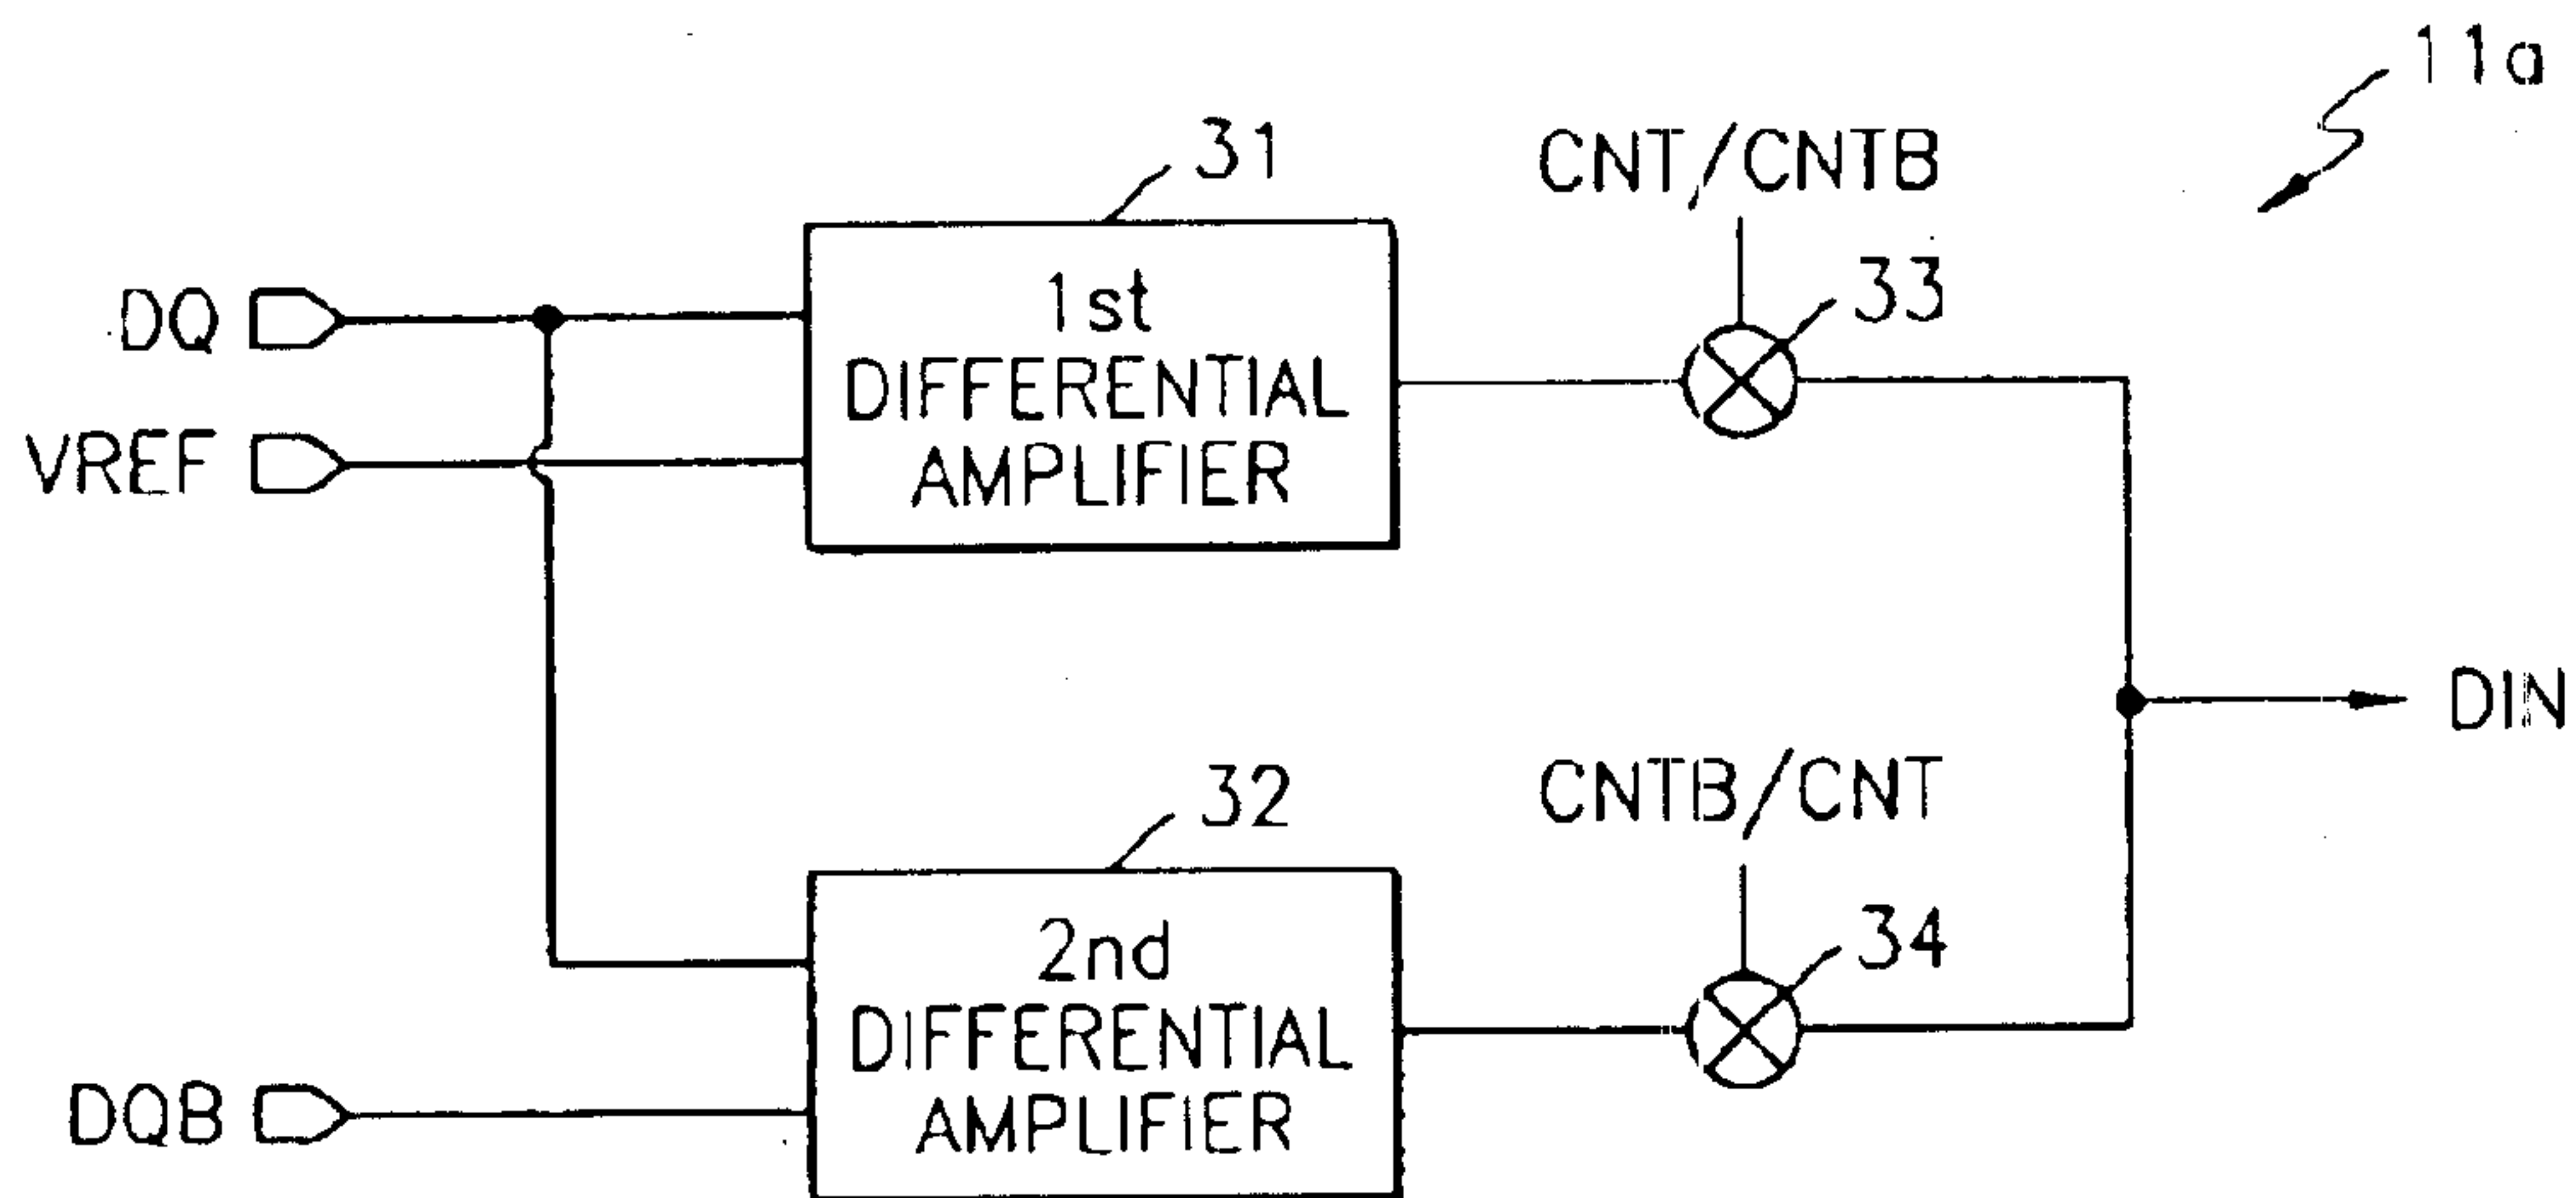 11a
31
CNT/CNTB
33
DQ
1st
DIFFERENTIAL
AMPLIFIER
VREF
DIN
32
CNTB/CNT
34
2nd
DIFFERENTIAL
AMPLIFIER
DQB